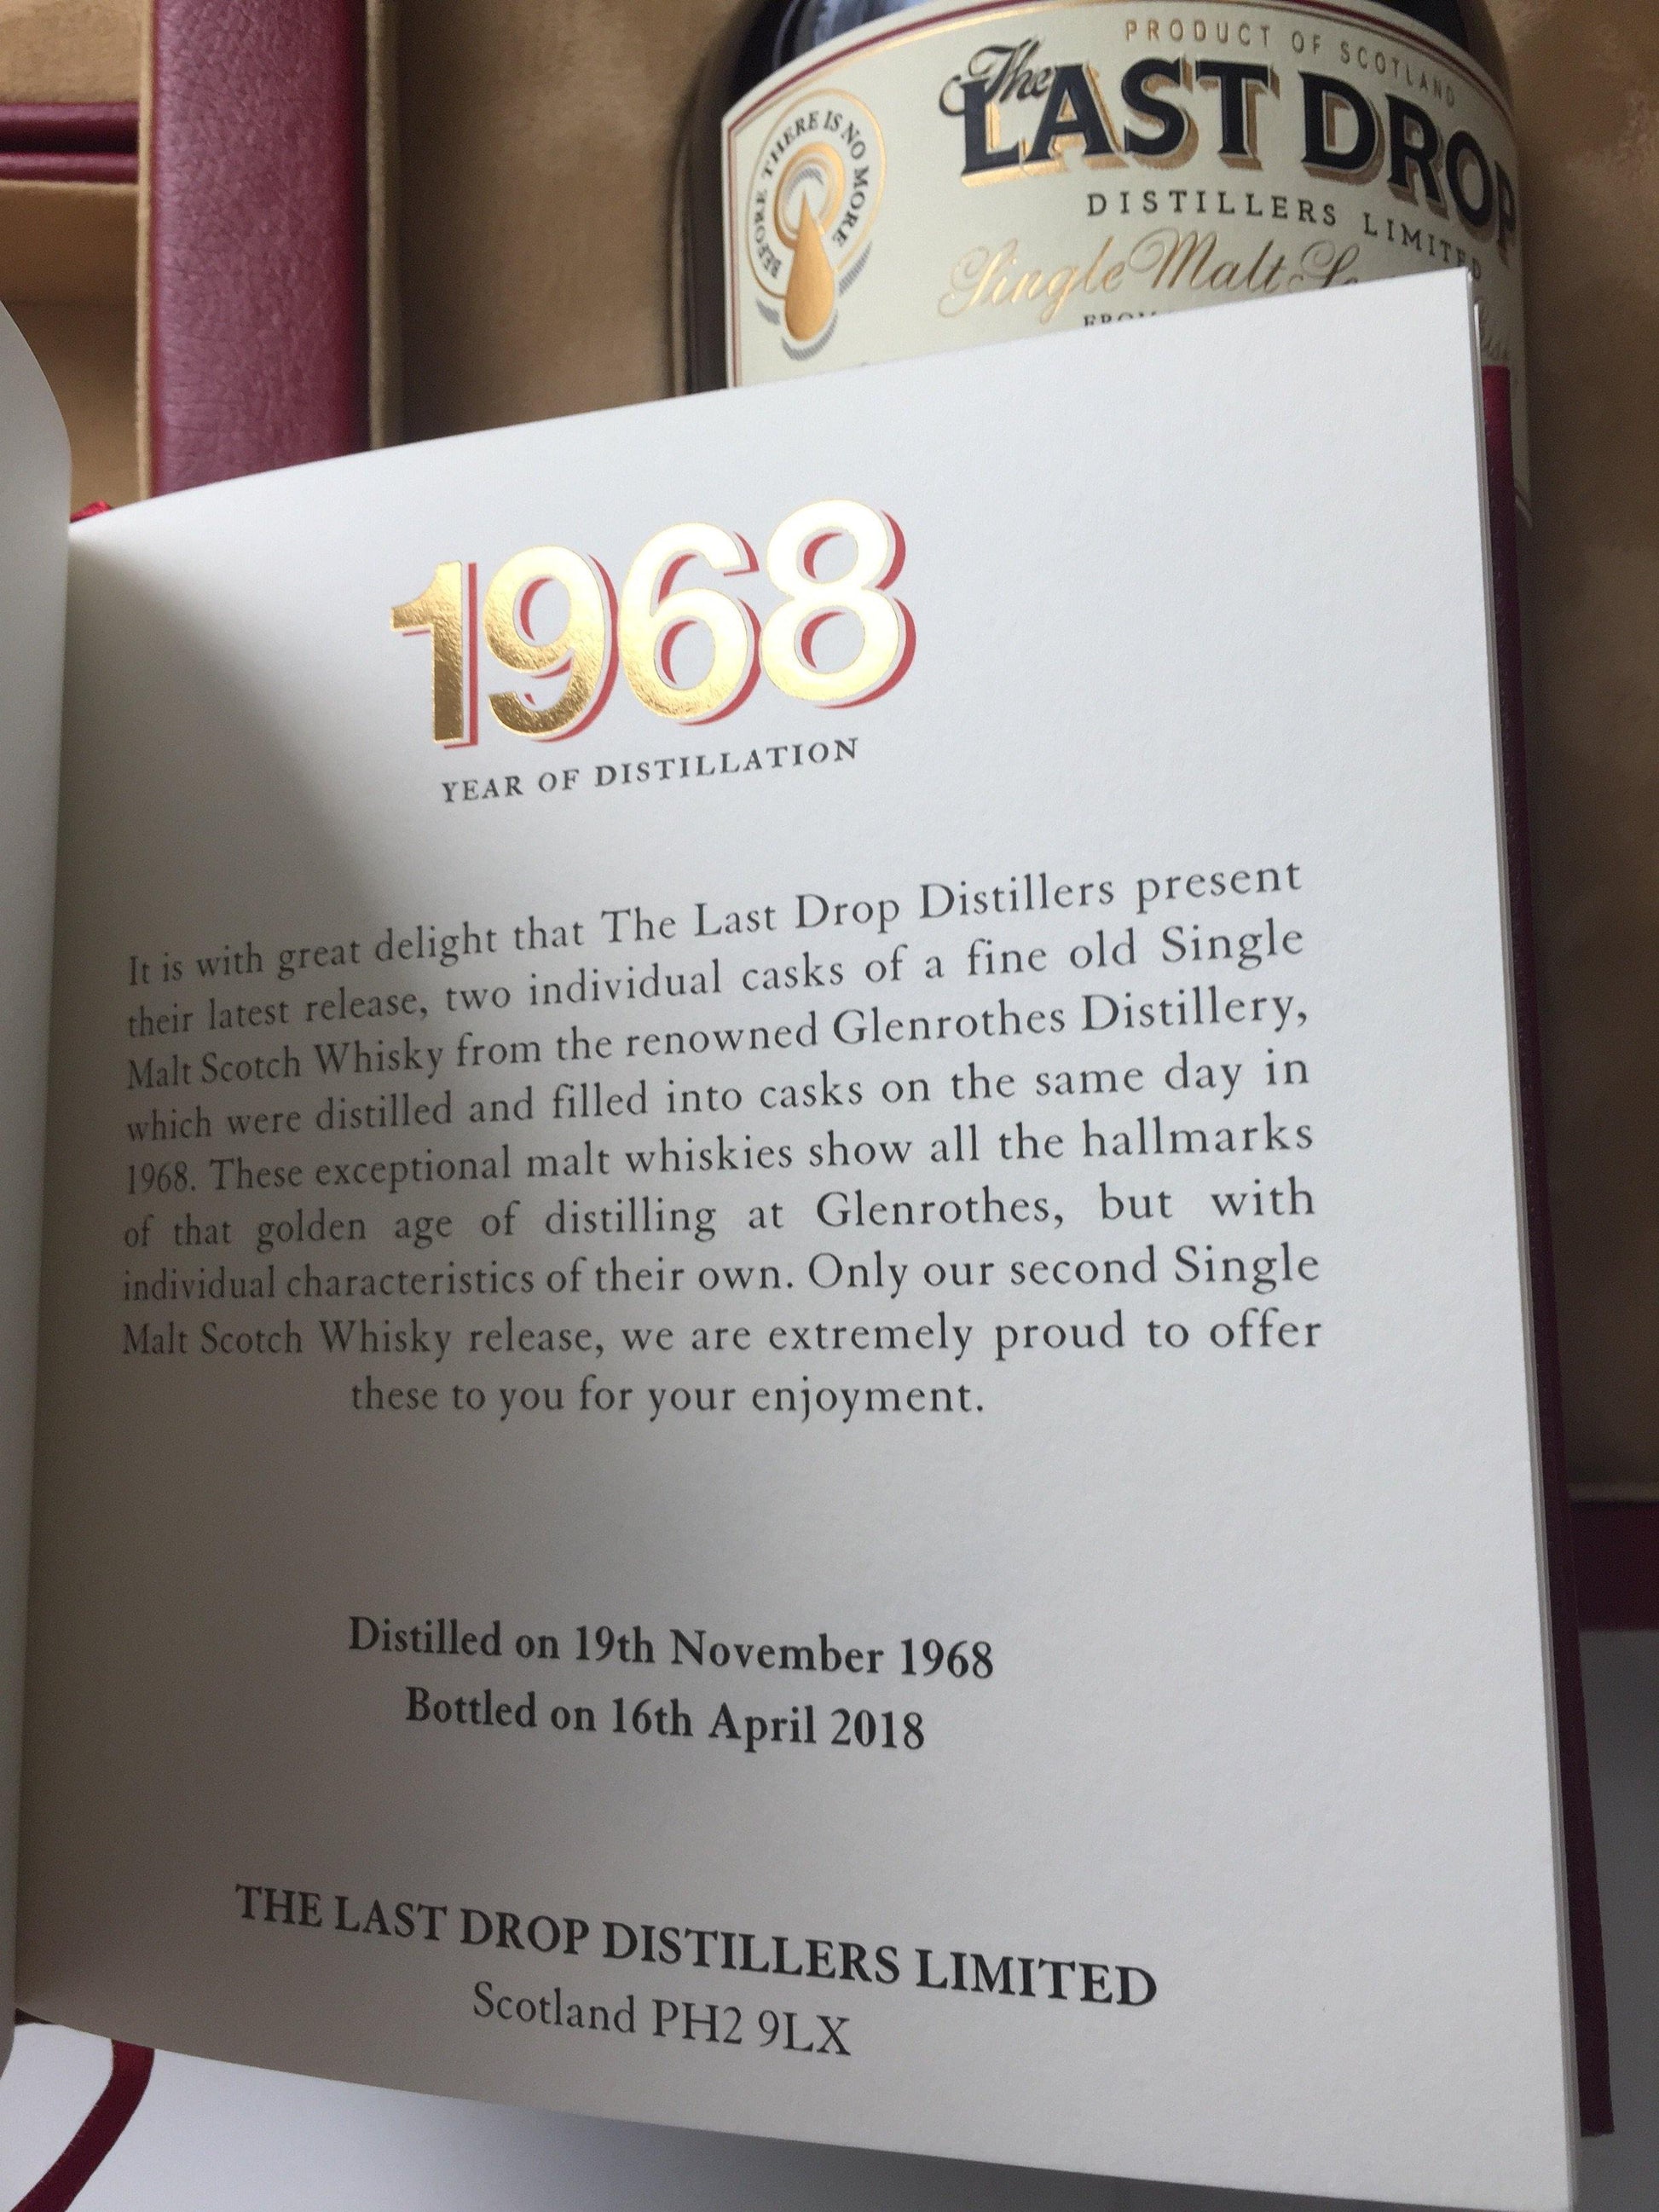 PRODUCT OF SCOTLAND
The
LAST DROP
DISTILLERS LIMITED
BEFORE THERE IS NO MORE
Single Malt
1968
YEAR OF DISTILLATION
It is with great delight that The Last Drop Distillers present
their latest release, two individual casks of a fine old Single
Malt Scotch Whisky from the renowned Glenrothes Distillery,
which were distilled and filled into casks on the same day in
1968. These exceptional malt whiskies show all the hallmarks
of that golden age of distilling at Glenrothes, but with
individual characteristics of their own. Only our second Single
Malt Scotch Whisky release, we are extremely proud to offer
these to you for your enjoyment.
Distilled on 19th November 1968
Bottled on 16th April 2018
THE LAST DROP DISTILLERS LIMITED
Scotland PH2 9LX